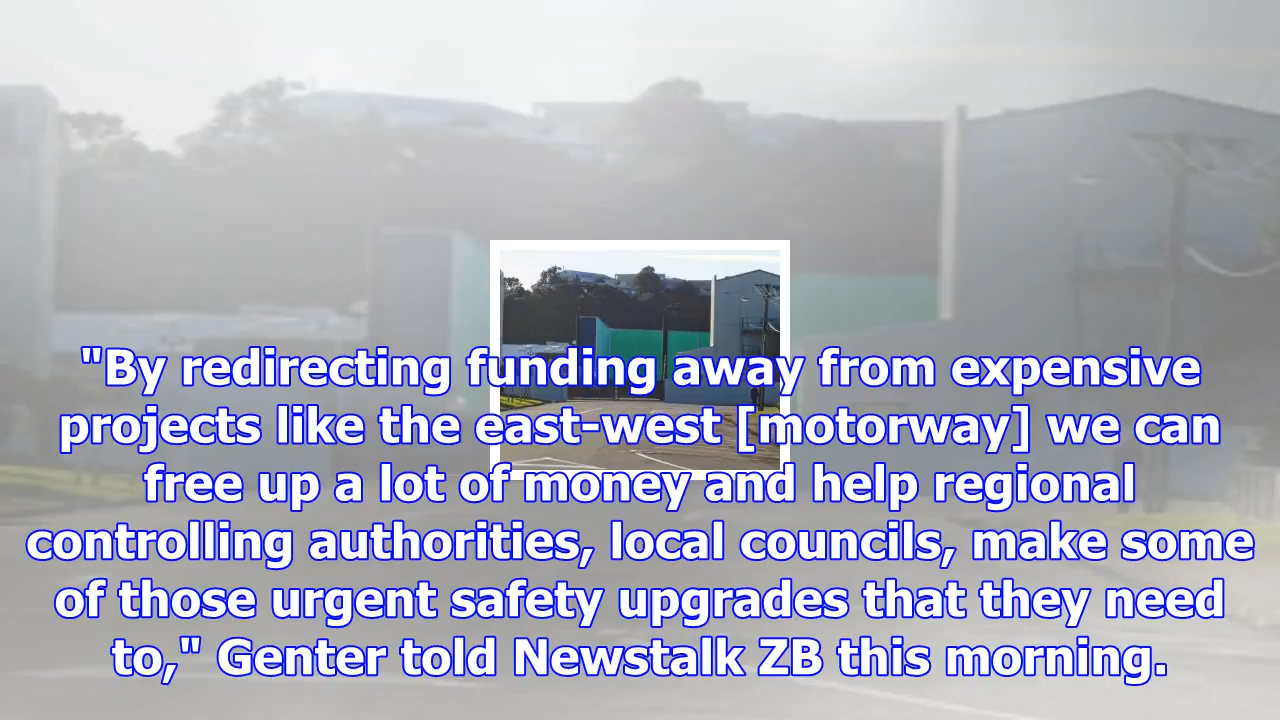 "By redirecting funding away from expensive
projects like the east-west [motorway] we can
free up a lot of money and help regional
controlling authorities, local councils, make some
of those urgent safety upgrades that they need
to," Genter told Newstalk ZB this morning.